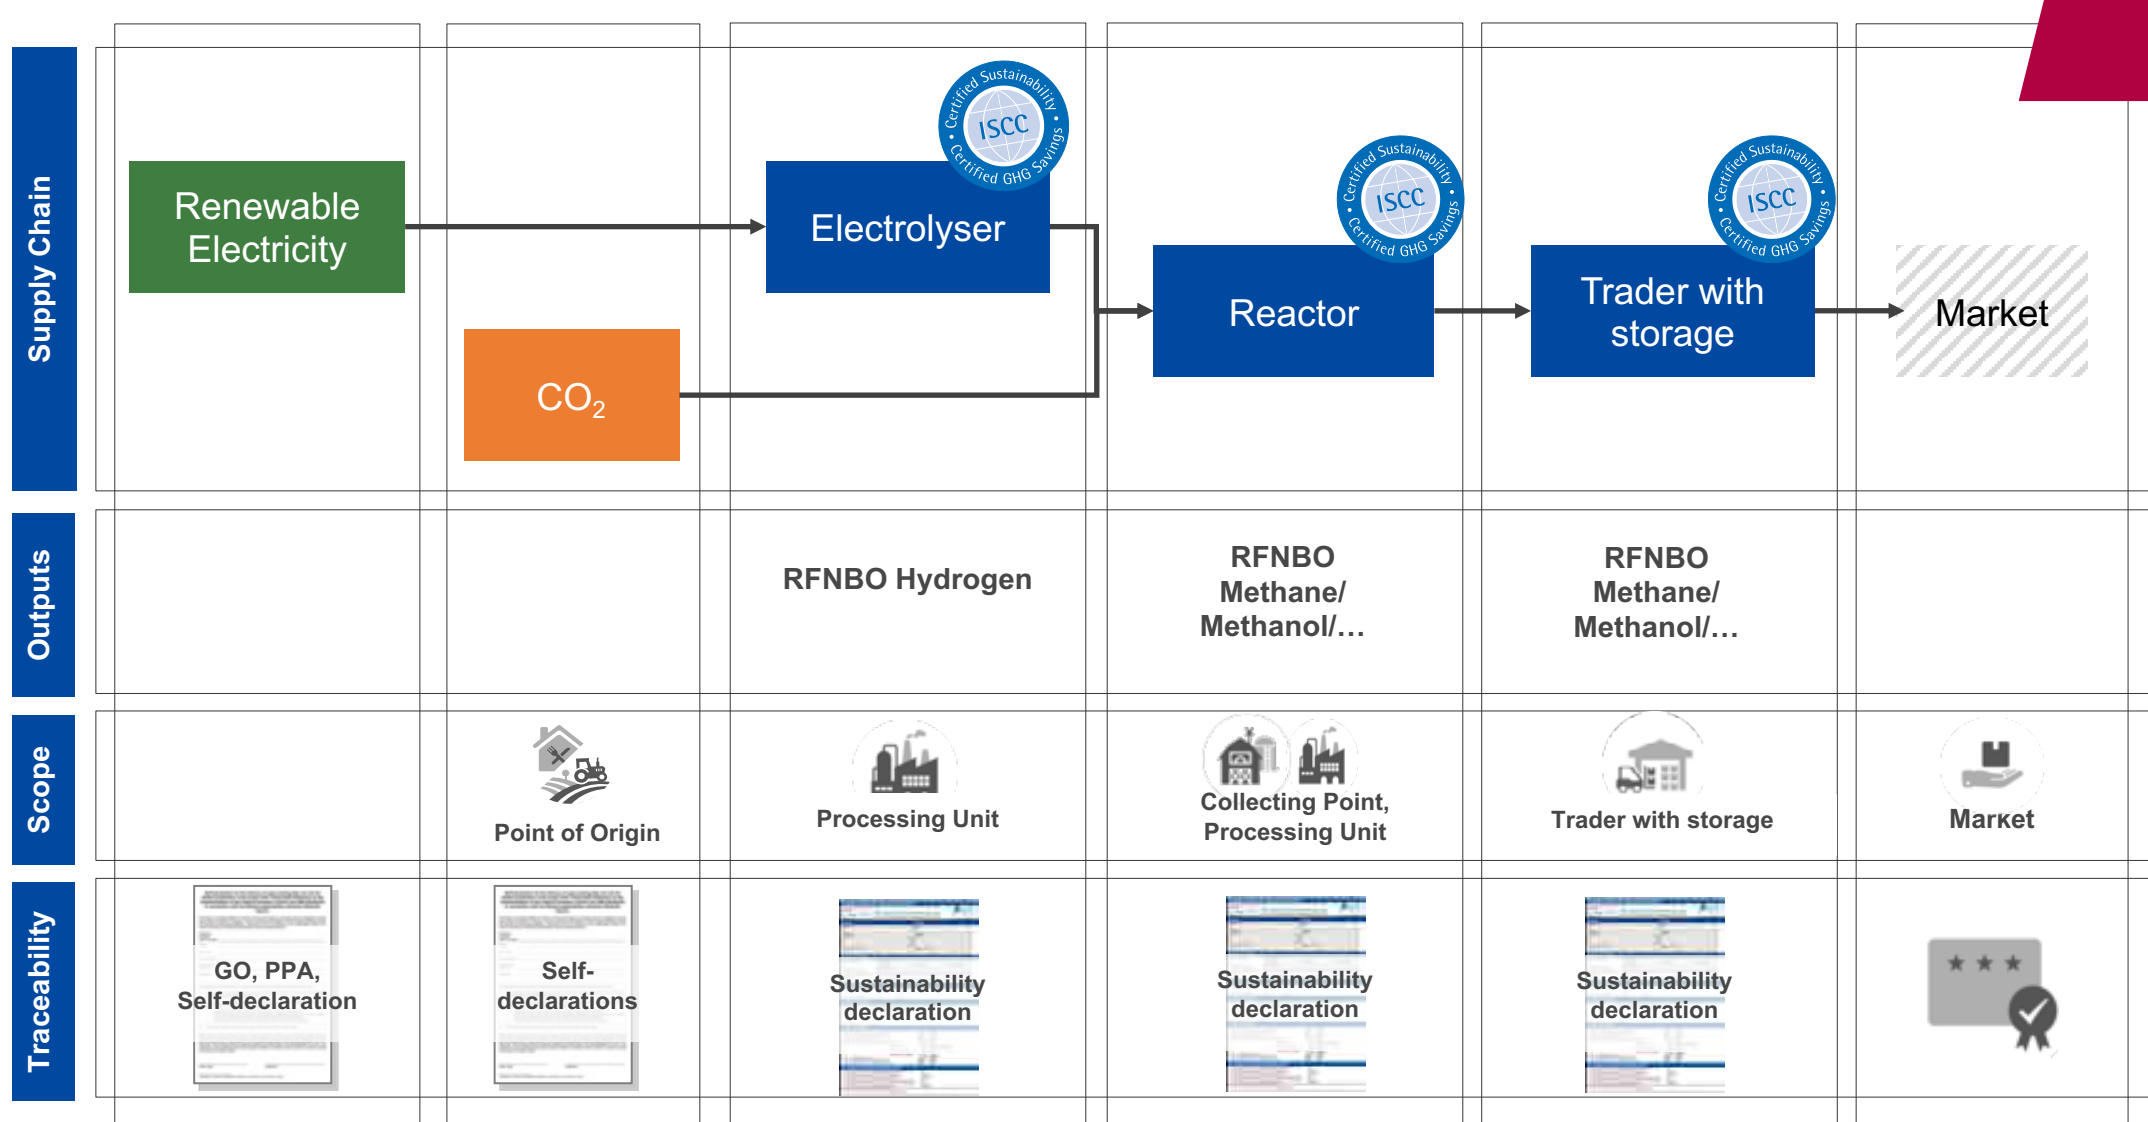 Supply Chain
Renewable
Electricity
CO₂
Certified Sustainability
ISCC
Certified GHG Savings
Electrolyser
Certified Sustainability
ISCC
Certified GHG Savings
Reactor
Certified Sustainability
ISCC
Certified GHG Savings
Trader with
storage
Market
Outputs
RFNBO Hydrogen
RFNBO
Methane/
Methanol/…
RFNBO
Methane/
Methanol/…
Scope
Point of Origin
Processing Unit
Collecting Point,
Processing Unit
Trader with storage
Market
Traceability
GO, PPA,
Self-declaration
Self-
declarations
Sustainability
declaration
Sustainability
declaration
Sustainability
declaration